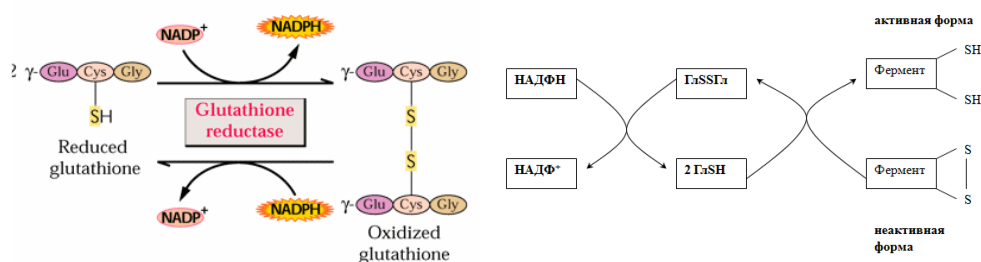 NADP+
NADPH
2 γ-Glu Cys Gly
γ-Glu Cys Gly
SH
S
Glutathione
reductase
Reduced
glutathione
S
NADP+
NADPH
γ-Glu Cys Gly
Oxidized
glutathione
активная форма
SH
НАДФН
ГлSSГл
Фермент
SH
НАДФ+
2 ГлSH
Фермент
S
S
неактивная
форма